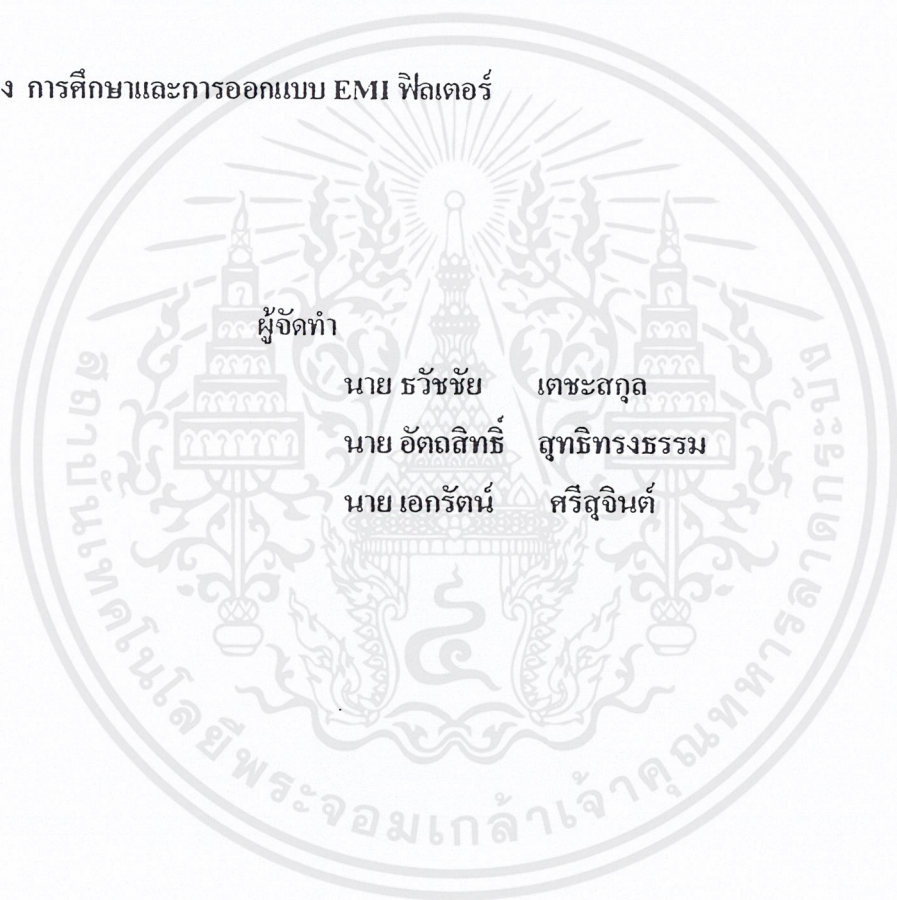 ง การศึกษาและการออกแบบ EMI ฟิลเตอร์
ผู้จัดทำ
นาย ธวัชชัย เตชะสกุล
นาย อัตถสิทธิ์ สุทธิทรงธรรม
นาย เอกรัตน์ ศรีสุจินต์
สถาบันเทคโนโลยีพระจอมเกล้าเจ้าคุณทหารลาดกระบัง